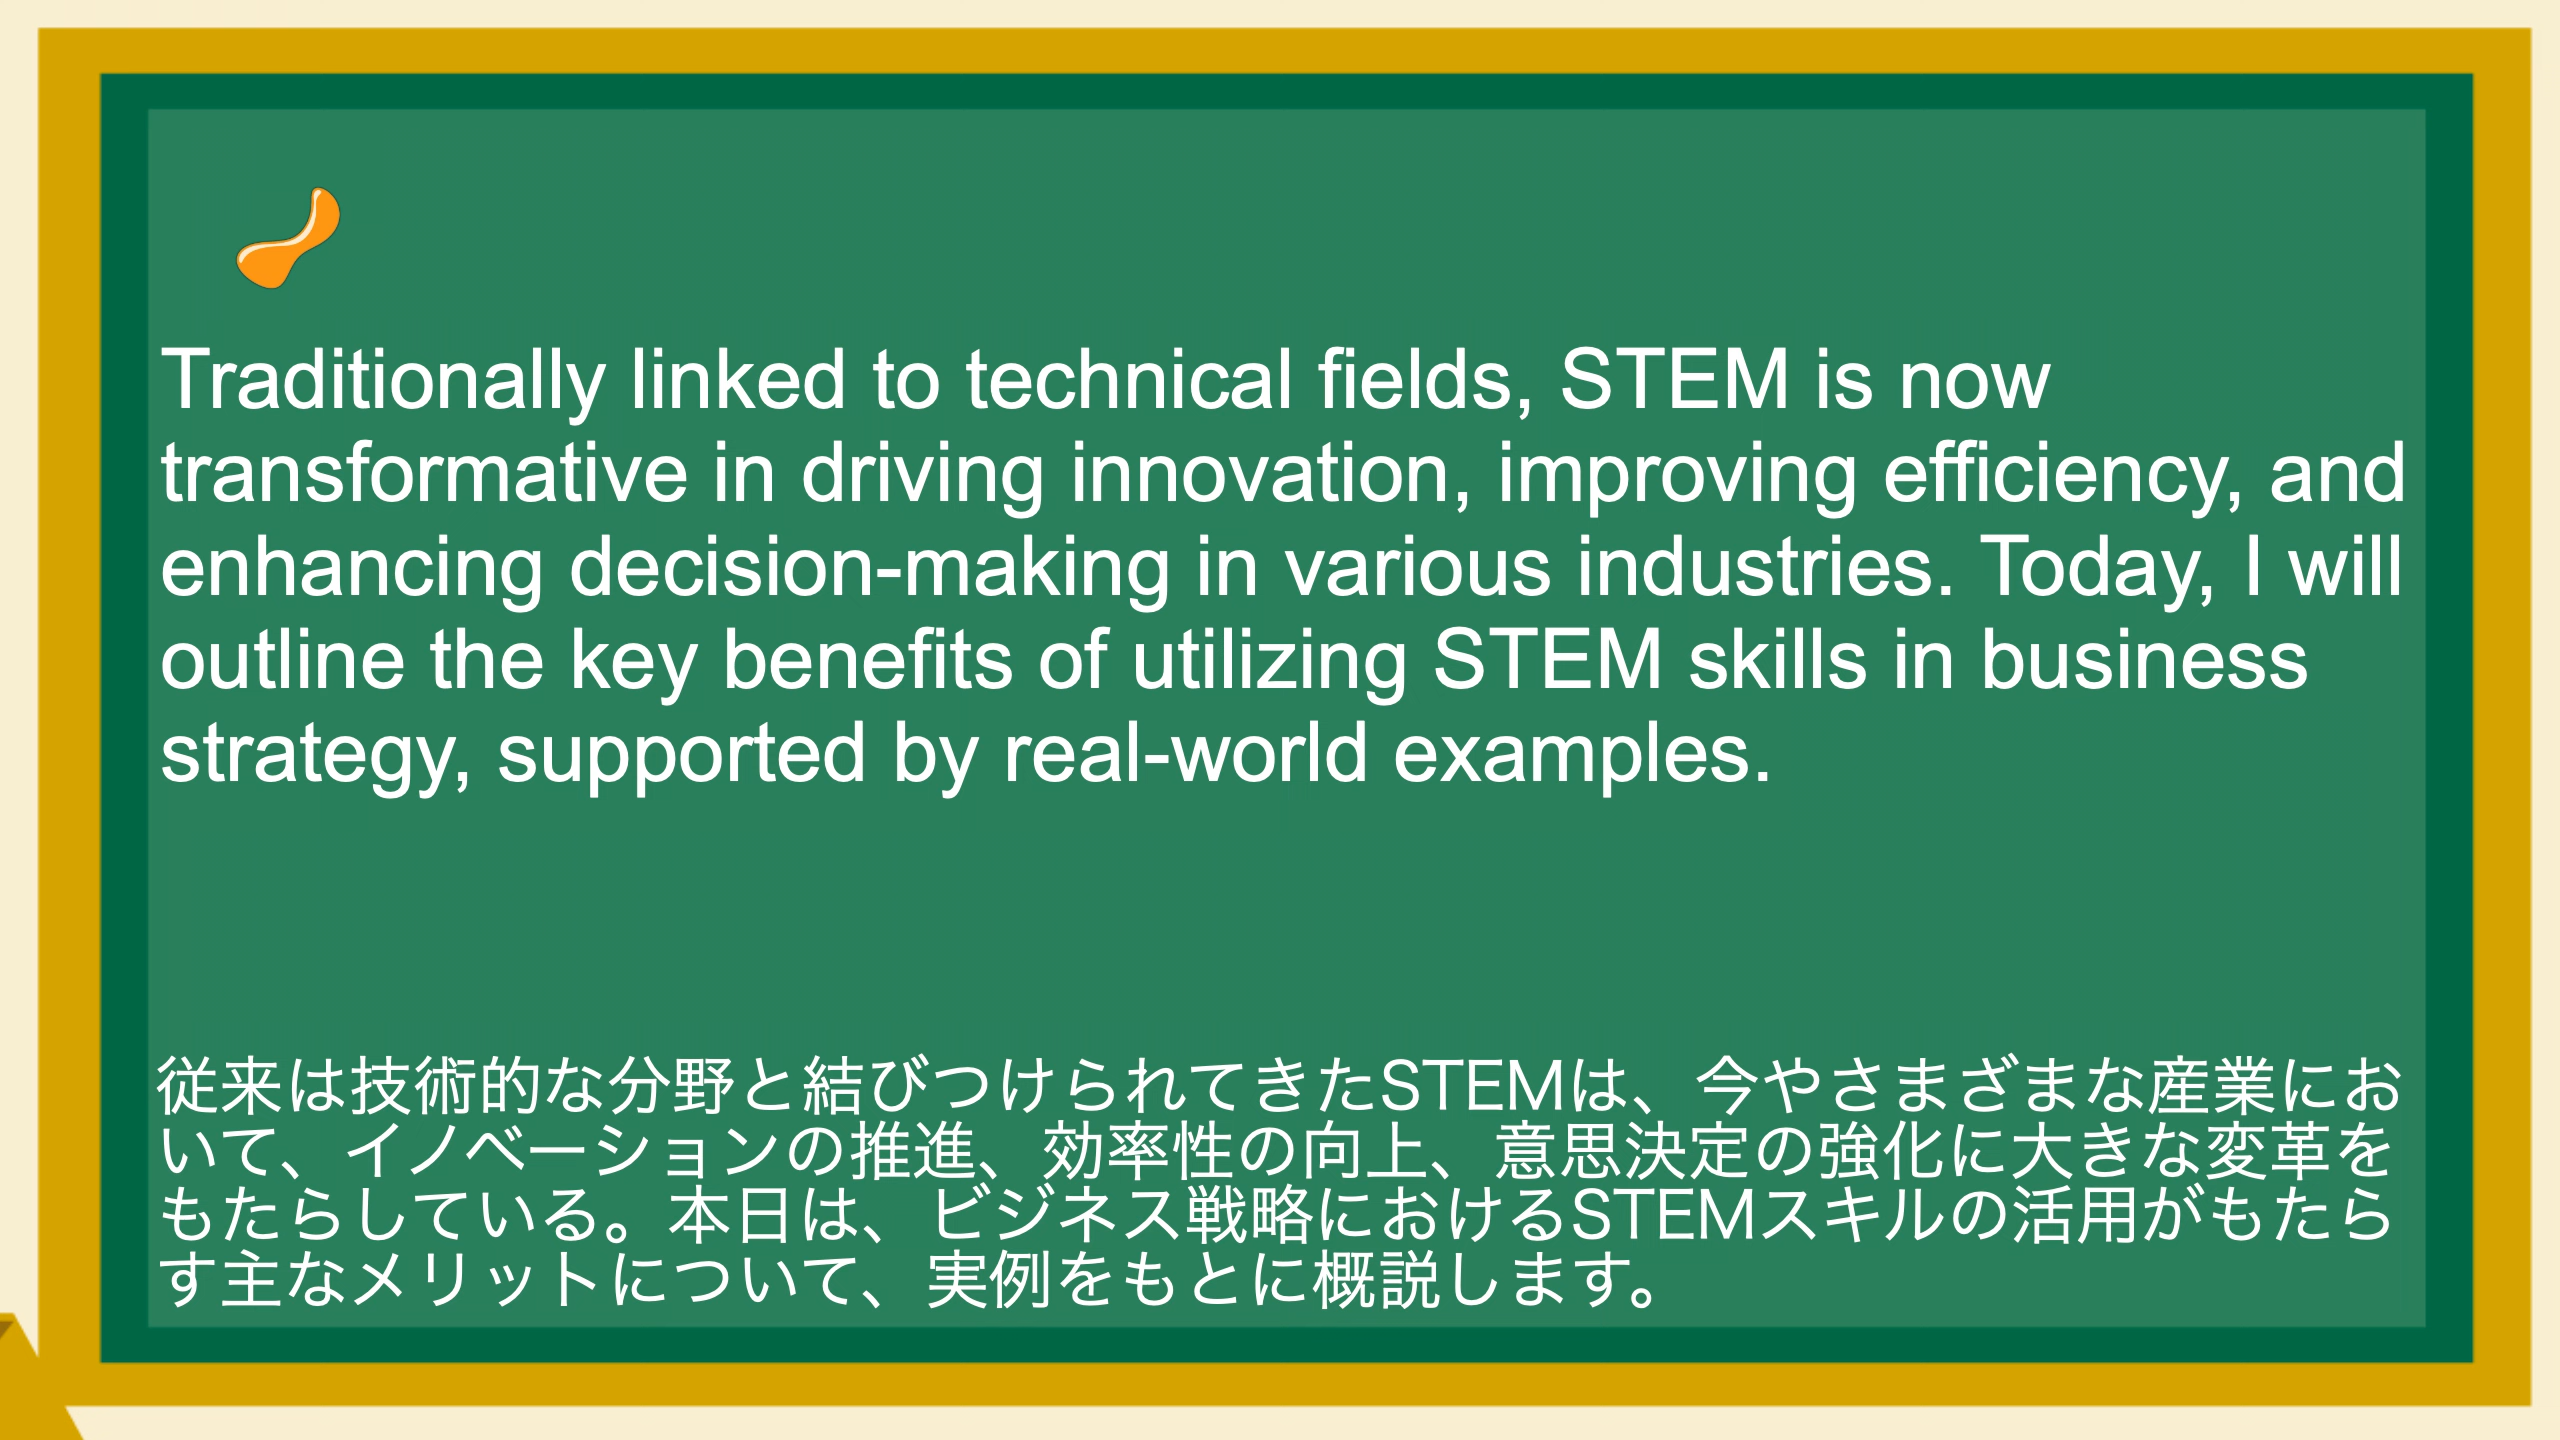 Traditionally linked to technical fields, STEM is now
transformative in driving innovation, improving efficiency, and
enhancing decision-making in various industries. Today, I will
outline the key benefits of utilizing STEM skills in business
strategy, supported by real-world examples.
従来は技術的な分野と結びつけられてきたSTEMは、今やさまざまな産業にお
いて、イノベーションの推進、効率性の向上、意思決定の強化に大きな変革を
もたらしている。本日は、ビジネス戦略におけるSTEMスキルの活用がもたら
す主なメリットについて、実例をもとに概説します。